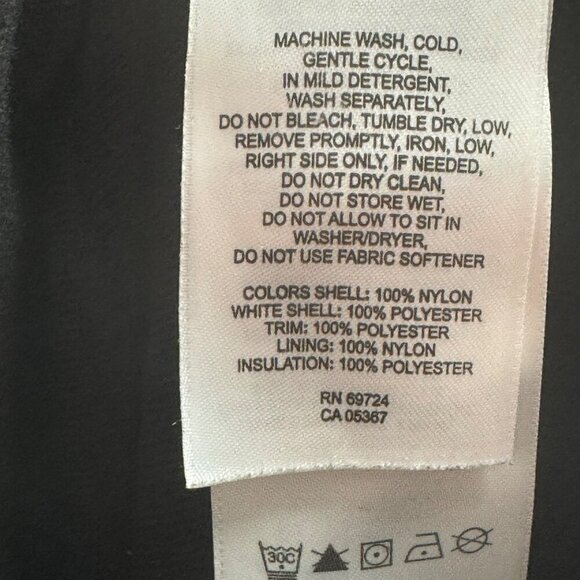 MACHINE WASH, COLD,
GENTLE CYCLE,
IN MILD DETERGENT,
WASH SEPARATELY,
DO NOT BLEACH, TUMBLE DRY, LOW,
REMOVE PROMPTLY, IRON, LOW,
RIGHT SIDE ONLY, IF NEEDED,
DO NOT DRY CLEAN,
DO NOT STORE WET,
DO NOT ALLOW TO SIT IN
WASHER/DRYER,
DO NOT USE FABRIC SOFTENER
COLORS SHELL: 100% NYLON
WHITE SHELL: 100% POLYESTER
TRIM: 100% POLYESTER
LINING: 100% NYLON
INSULATION: 100% POLYESTER
RN 69724
CA 05367
30C